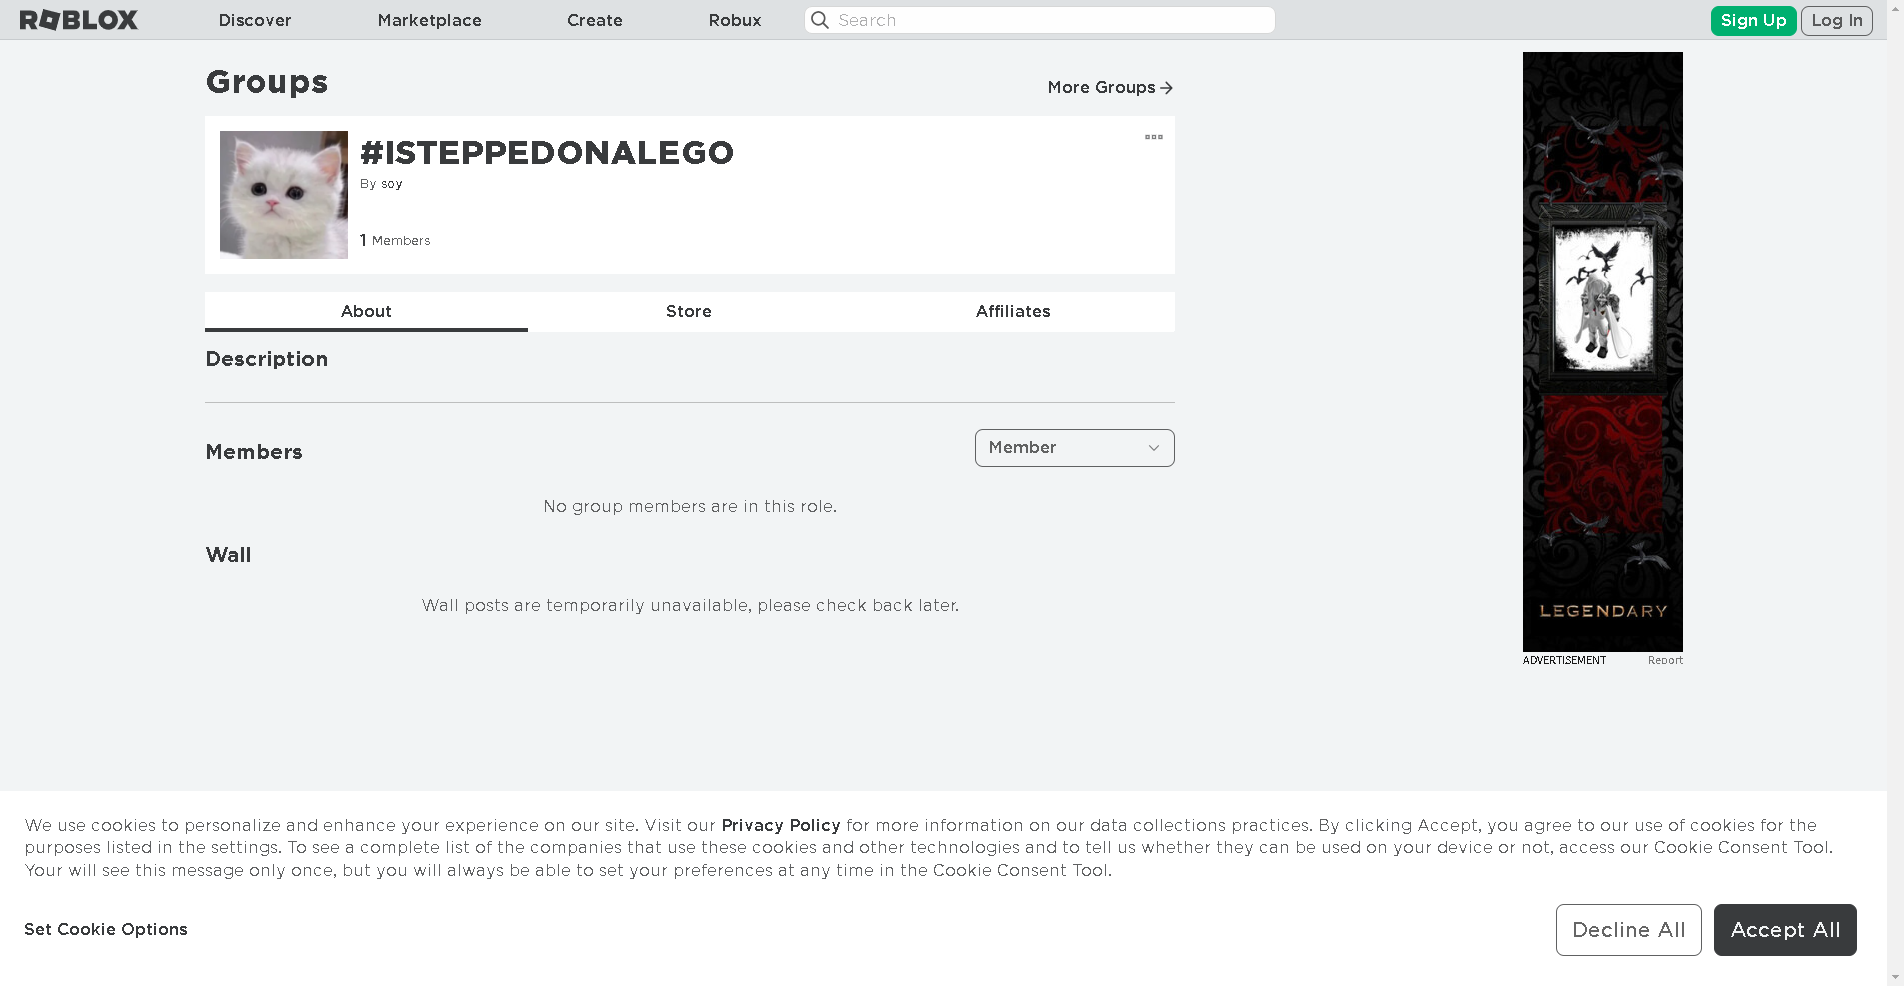 ROBLOX
Discover
Marketplace
Create
Robux
Search
Sign Up
Log In
Groups
More Groups
#ISTEPPEDONALEGO
By soy
1 Members
About
Store
Affiliates
Description
Members
Member
No group members are in this role.
Wall
Wall posts are temporarily unavailable, please check back later.
LEGENDARY
ADVERTISEMENT
Report
We use cookies to personalize and enhance your experience on our site. Visit our Privacy Policy for more information on our data collections practices. By clicking Accept, you agree to our use of cookies for the
purposes listed in the settings. To see a complete list of the companies that use these cookies and other technologies and to tell us whether they can be used on your device or not, access our Cookie Consent Tool.
Your will see this message only once, but you will always be able to set your preferences at any time in the Cookie Consent Tool.
Set Cookie Options
Decline All
Accept All